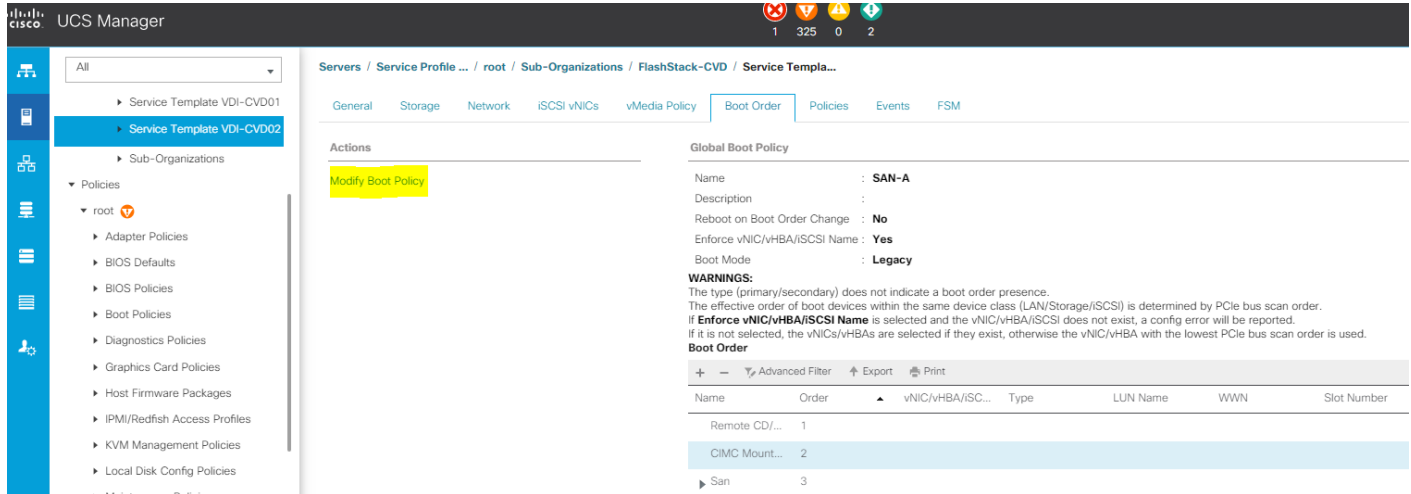 cisco. UCS Manager
1 325 0 2
All
Service Template VDI-CVD01
Service Template VDI-CVD02
Sub-Organizations
Policies
root
Adapter Policies
BIOS Defaults
BIOS Policies
Boot Policies
Diagnostics Policies
Graphics Card Policies
Host Firmware Packages
IPMI/Redfish Access Profiles
KVM Management Policies
Local Disk Config Policies
Servers / Service Profile ... / root / Sub-Organizations / FlashStack-CVD / Service Templa...
General Storage Network iSCSI vNICs vMedia Policy Boot Order Policies Events FSM
Actions
Modify Boot Policy
Global Boot Policy
Name : SAN-A
Description :
Reboot on Boot Order Change : No
Enforce vNIC/vHBA/iSCSI Name : Yes
Boot Mode : Legacy
WARNINGS:
The type (primary/secondary) does not indicate a boot order presence.
The effective order of boot devices within the same device class (LAN/Storage/iSCSI) is determined by PCIe bus scan order.
If Enforce vNIC/vHBA/iSCSI Name is selected and the vNIC/vHBA/iSCSI does not exist, a config error will be reported.
If it is not selected, the vNICs/vHBAs are selected if they exist, otherwise the vNIC/vHBA with the lowest PCIe bus scan order is used.
Boot Order
+ − Advanced Filter Export Print
Name Order vNIC/vHBA/iSC... Type LUN Name WWN Slot Number
Remote CD/... 1
CIMC Mount... 2
San 3